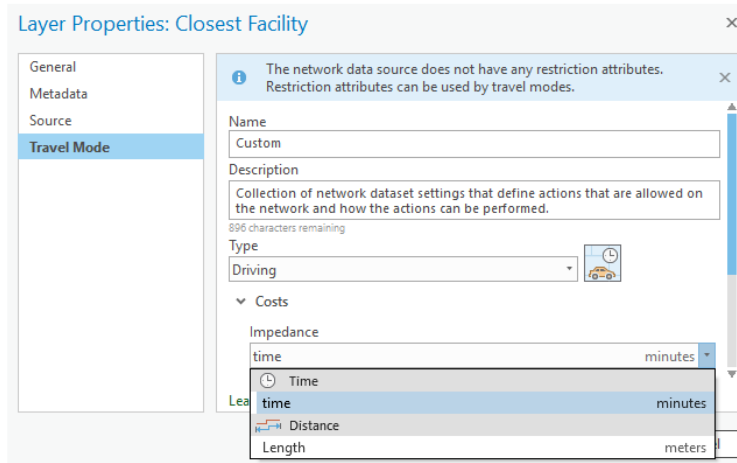 Layer Properties: Closest Facility
General
Metadata
Source
Travel Mode
The network data source does not have any restriction attributes.
Restriction attributes can be used by travel modes.
Name
Custom
Description
Collection of network dataset settings that define actions that are allowed on
the network and how the actions can be performed.
896 characters remaining
Type
Driving
Costs
Impedance
time minutes
Time
time minutes
Distance
Length meters